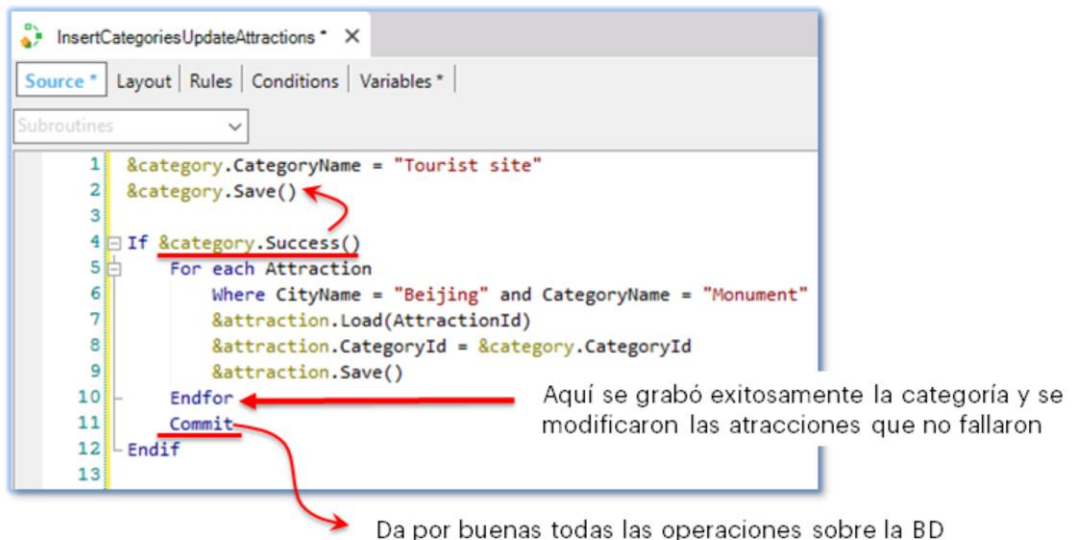 InsertCategoriesUpdateAttractions * ✕
Source * Layout Rules Conditions Variables *
Subroutines
1 &category.CategoryName = "Tourist site"
2 &category.Save()
3
4 If &category.Success()
5 For each Attraction
6 Where CityName = "Beijing" and CategoryName = "Monument"
7 &attraction.Load(AttractionId)
8 &attraction.CategoryId = &category.CategoryId
9 &attraction.Save()
10 Endfor
11 Commit
12 Endif
13
Aquí se grabó exitosamente la categoría y se
modificaron las atracciones que no fallaron
Da por buenas todas las operaciones sobre la BD